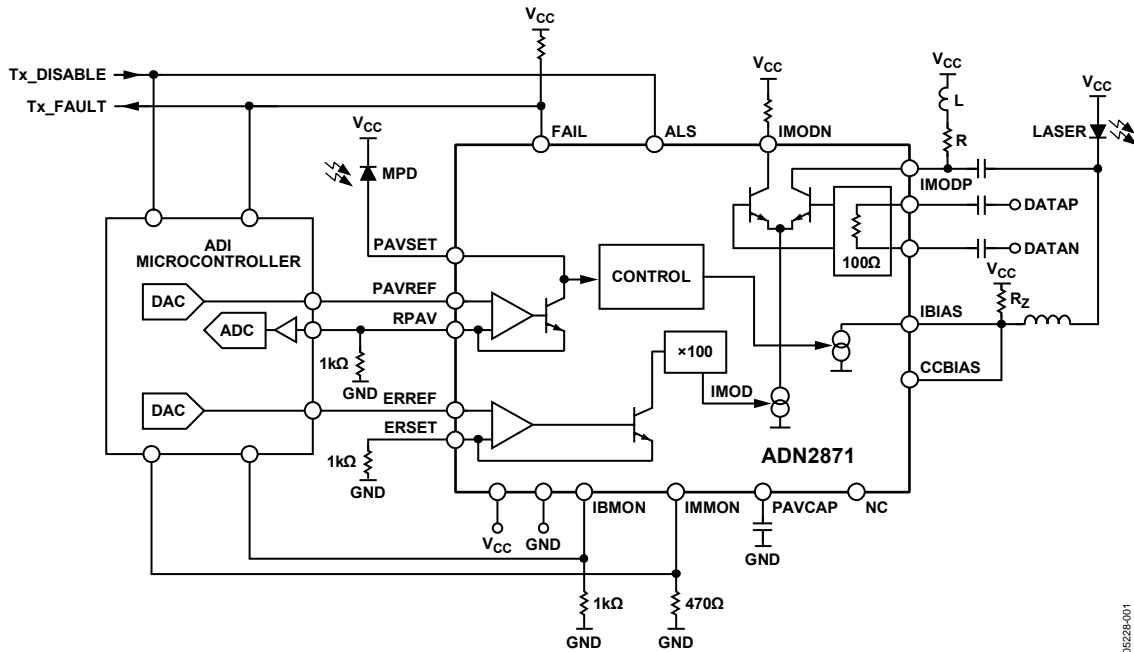 VCC
Tx_DISABLE
Tx_FAULT
VCC
VCC
L
R
VCC
LASER
VCC
MPD
FAIL
ALS
IMODN
IMODP
DATAP
DATAN
100Ω
ADI
MICROCONTROLLER
PAVSET
CONTROL
DAC
PAVREF
VCC
RZ
ADC
RPAV
IBIAS
1kΩ
GND
×100
CCBIAS
IMOD
DAC
ERREF
ERSET
ADN2871
1kΩ
GND
IBMON
IMMON
PAVCAP
NC
VCC
GND
GND
1kΩ
470Ω
GND
GND
05228-001